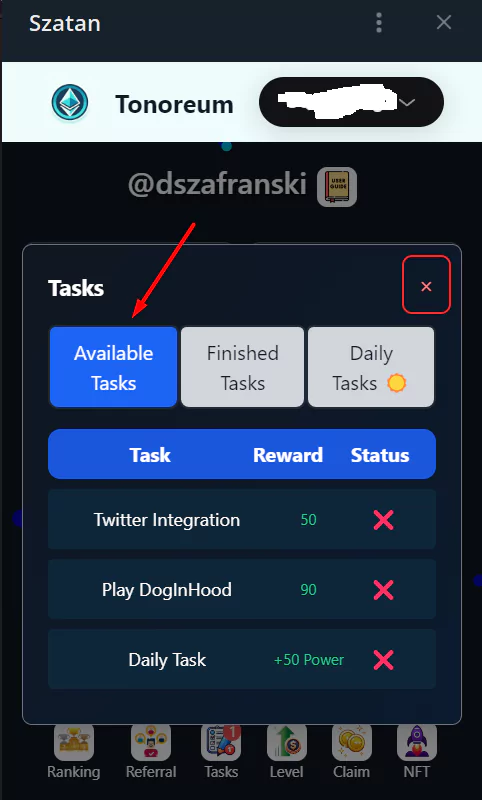 Szatan
Tonoreum
@dszafranski
USER
GUIDE
Tasks
Available
Tasks
Finished
Tasks
Daily
Tasks
Task Reward Status
Twitter Integration 50
Play DogInHood 90
Daily Task +50 Power
1
Ranking Referral Tasks Level Claim NFT